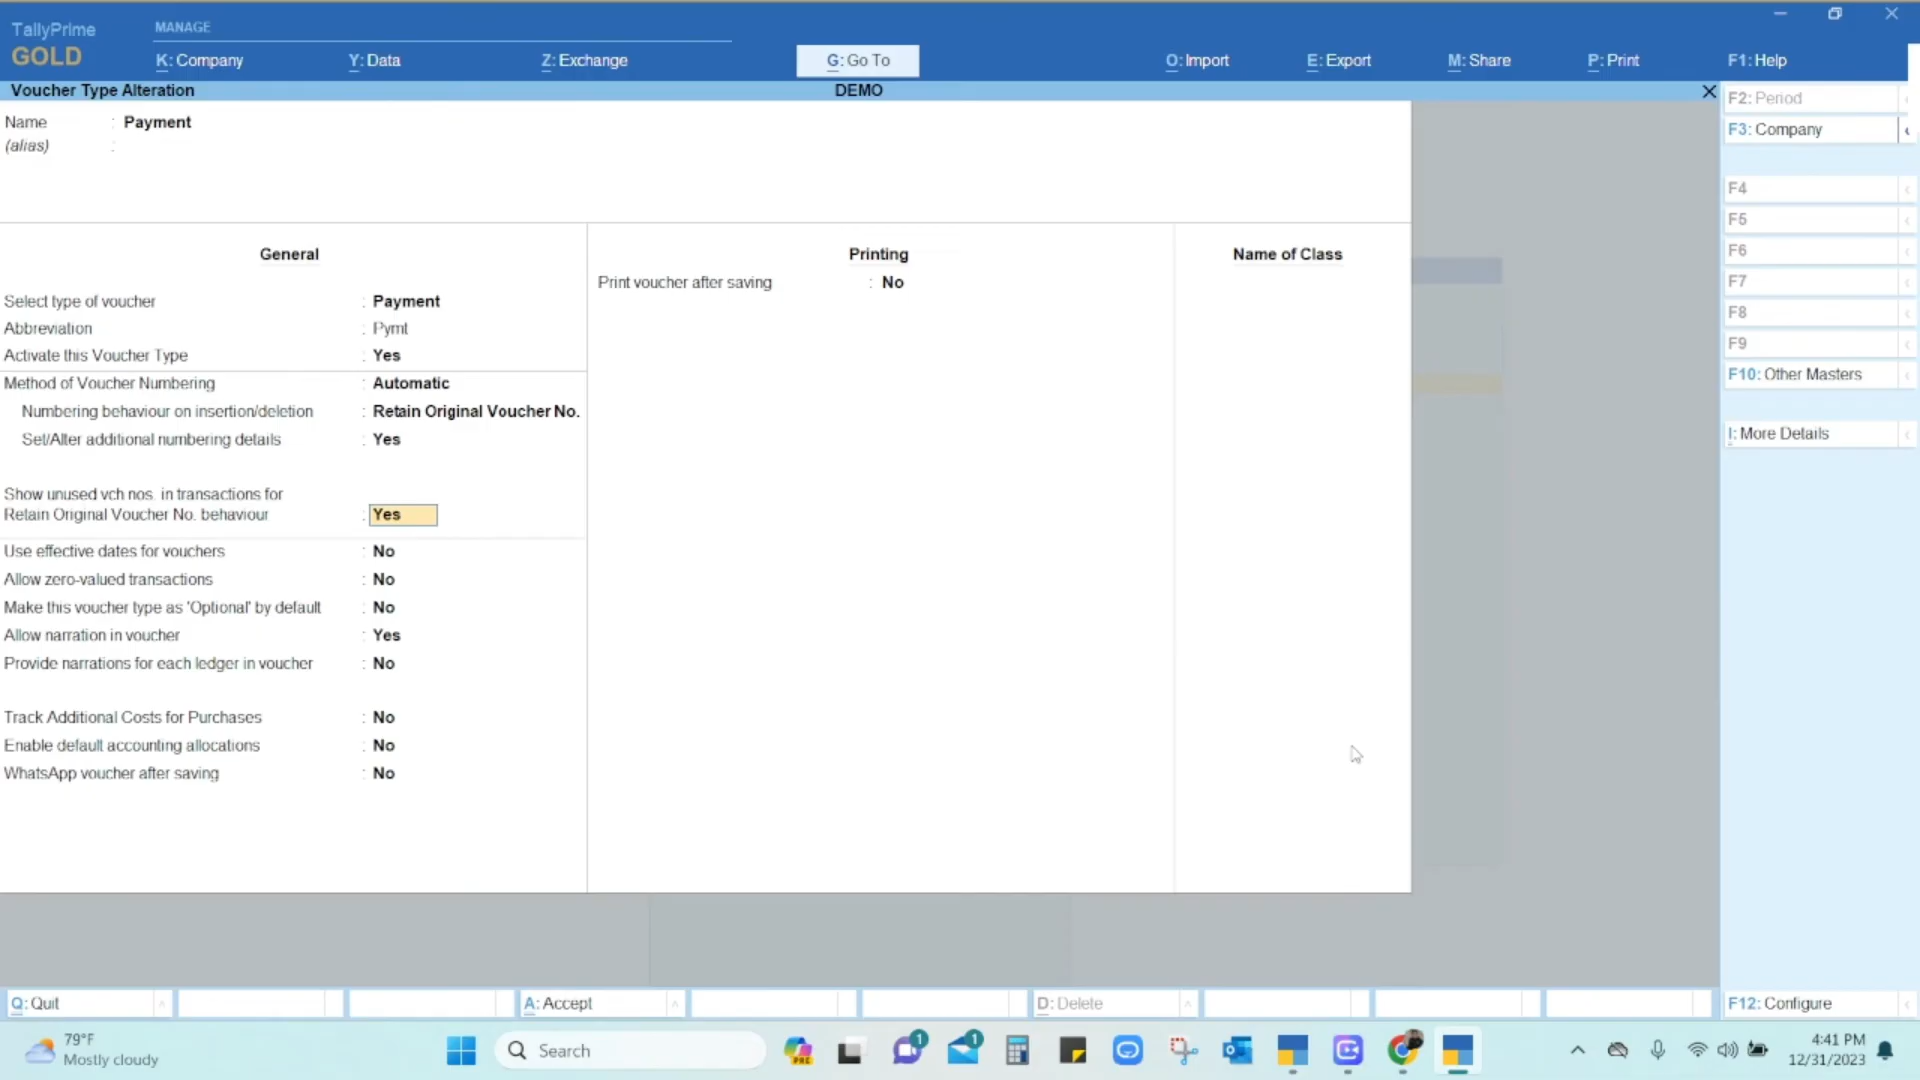 TallyPrime
GOLD
MANAGE
K: Company
Y: Data
Z: Exchange
G: Go To
O: Import
E: Export
M: Share
P: Print
F1: Help
Voucher Type Alteration
DEMO
Name : Payment
(alias) :
General
Select type of voucher : Payment
Abbreviation : Pymt
Activate this Voucher Type : Yes
Method of Voucher Numbering : Automatic
Numbering behaviour on insertion/deletion : Retain Original Voucher No.
Set/Alter additional numbering details : Yes
Show unused vch nos. in transactions for
Retain Original Voucher No. behaviour : Yes
Use effective dates for vouchers : No
Allow zero-valued transactions : No
Make this voucher type as 'Optional' by default : No
Allow narration in voucher : Yes
Provide narrations for each ledger in voucher : No
Track Additional Costs for Purchases : No
Enable default accounting allocations : No
WhatsApp voucher after saving : No
Printing
Print voucher after saving : No
Name of Class
F2: Period
F3: Company
F4
F5
F6
F7
F8
F9
F10: Other Masters
I: More Details
Q: Quit
A: Accept
D: Delete
F12: Configure
79°F
Mostly cloudy
Search
PRE
1
1
4:41 PM
12/31/2023